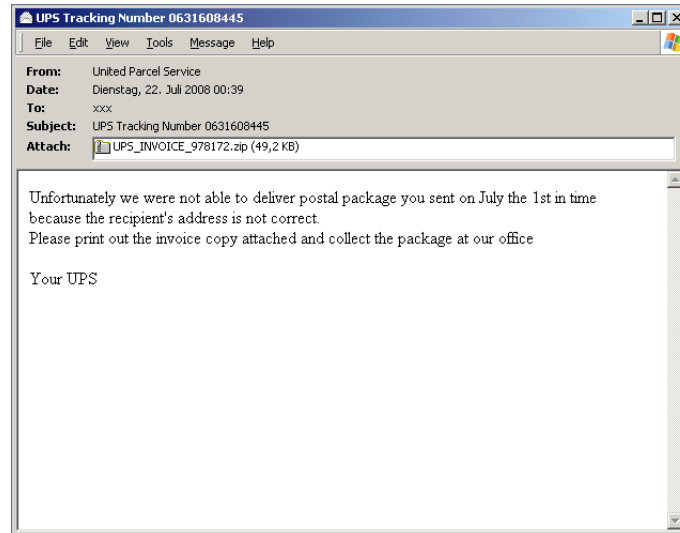 UPS Tracking Number 0631608445
File Edit View Tools Message Help
From: United Parcel Service
Date: Dienstag, 22. Juli 2008 00:39
To: xxx
Subject: UPS Tracking Number 0631608445
Attach: UPS_INVOICE_978172.zip (49,2 KB)
Unfortunately we were not able to deliver postal package you sent on July the 1st in time
because the recipient's address is not correct.
Please print out the invoice copy attached and collect the package at our office
Your UPS